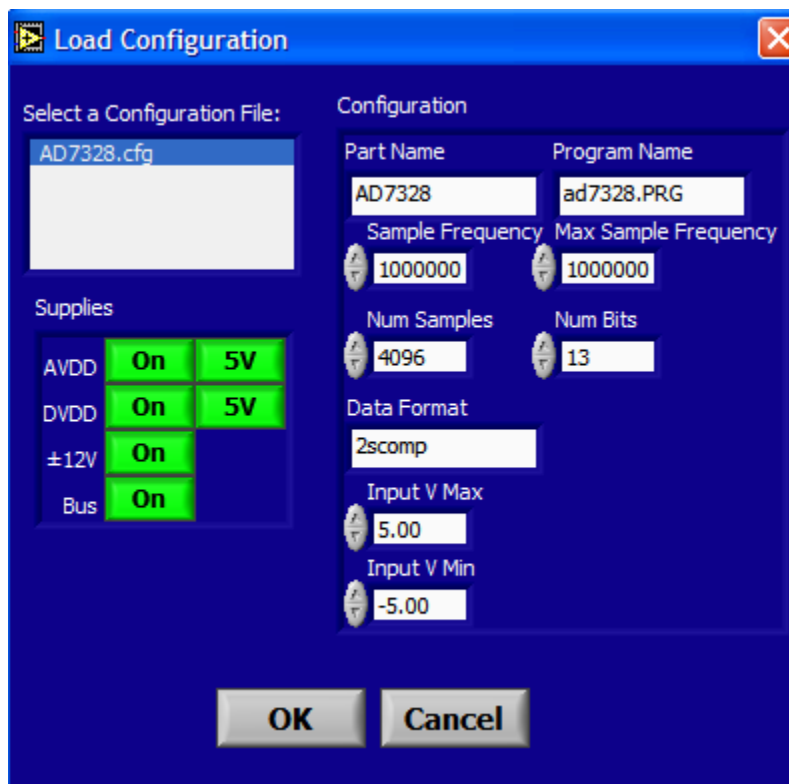 Load Configuration
Select a Configuration File:
AD7328.cfg
Supplies
AVDD On 5V
DVDD On 5V
±12V On
Bus On
Configuration
Part Name Program Name
AD7328 ad7328.PRG
Sample Frequency Max Sample Frequency
1000000 1000000
Num Samples Num Bits
4096 13
Data Format
2scomp
Input V Max
5.00
Input V Min
-5.00
OK Cancel